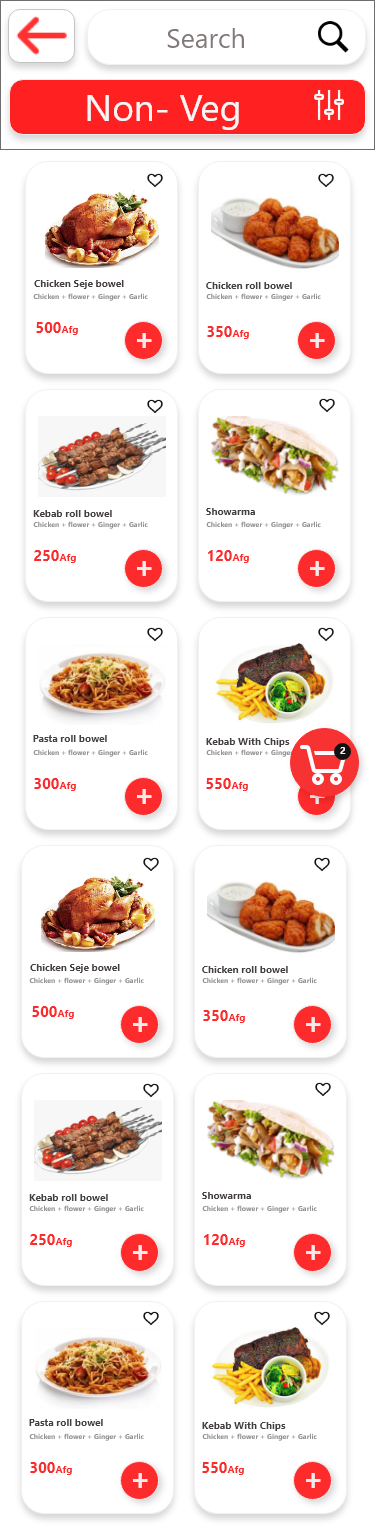 Search
Non- Veg
Chicken Seje bowel
Chicken + flower + Ginger + Garlic
500Afg
Chicken roll bowel
Chicken + flower + Ginger + Garlic
350Afg
Kebab roll bowel
Chicken + flower + Ginger + Garlic
250Afg
Showarma
Chicken + flower + Ginger + Garlic
120Afg
Pasta roll bowel
Chicken + flower + Ginger + Garlic
300Afg
Kebab With Chips
Chicken + flower + Ginge
550Afg
2
Chicken Seje bowel
Chicken + flower + Ginger + Garlic
500Afg
Chicken roll bowel
Chicken + flower + Ginger + Garlic
350Afg
Kebab roll bowel
Chicken + flower + Ginger + Garlic
250Afg
Showarma
Chicken + flower + Ginger + Garlic
120Afg
Pasta roll bowel
Chicken + flower + Ginger + Garlic
300Afg
Kebab With Chips
Chicken + flower + Ginger + Garlic
550Afg